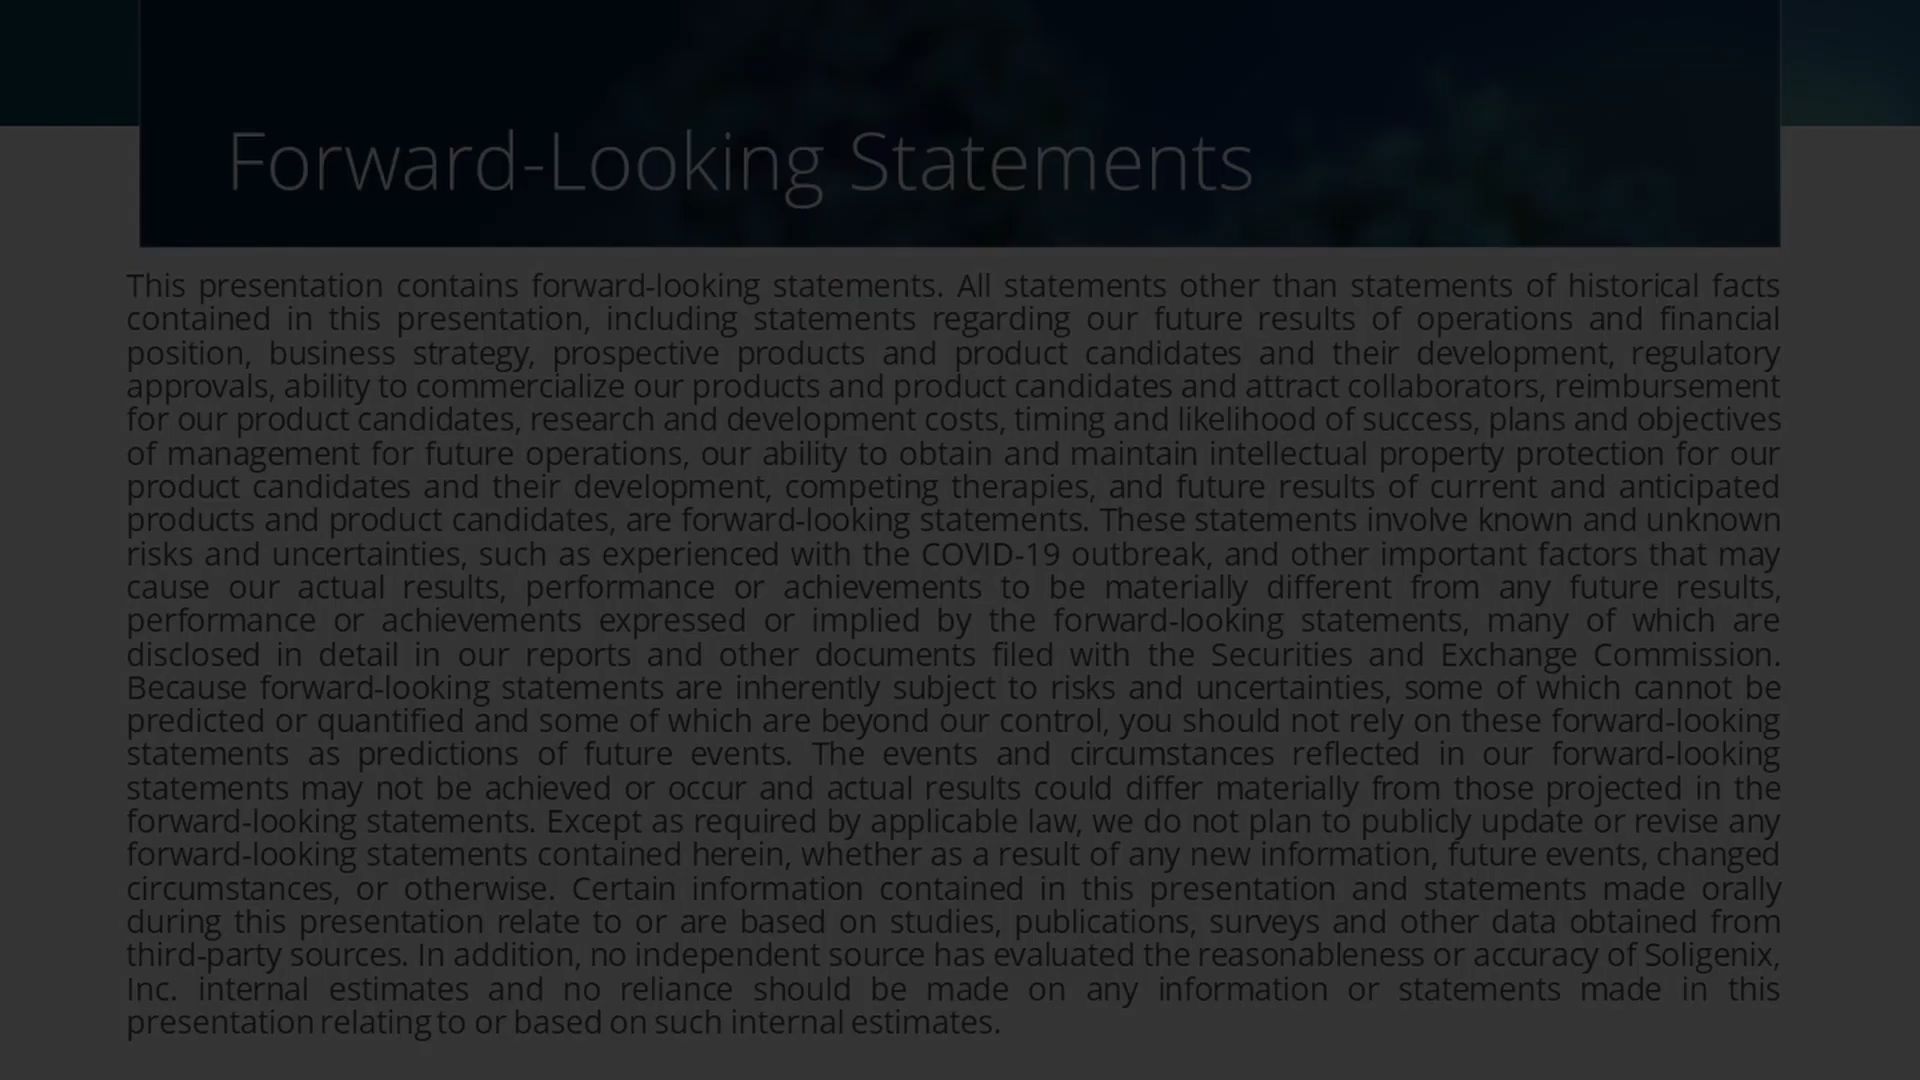 Forward-Looking Statements
This presentation contains forward-looking statements. All statements other than statements of historical facts
contained in this presentation, including statements regarding our future results of operations and financial
position, business strategy, prospective products and product candidates and their development, regulatory
approvals, ability to commercialize our products and product candidates and attract collaborators, reimbursement
for our product candidates, research and development costs, timing and likelihood of success, plans and objectives
of management for future operations, our ability to obtain and maintain intellectual property protection for our
product candidates and their development, competing therapies, and future results of current and anticipated
products and product candidates, are forward-looking statements. These statements involve known and unknown
risks and uncertainties, such as experienced with the COVID-19 outbreak, and other important factors that may
cause our actual results, performance or achievements to be materially different from any future results,
performance or achievements expressed or implied by the forward-looking statements, many of which are
disclosed in detail in our reports and other documents filed with the Securities and Exchange Commission.
Because forward-looking statements are inherently subject to risks and uncertainties, some of which cannot be
predicted or quantified and some of which are beyond our control, you should not rely on these forward-looking
statements as predictions of future events. The events and circumstances reflected in our forward-looking
statements may not be achieved or occur and actual results could differ materially from those projected in the
forward-looking statements. Except as required by applicable law, we do not plan to publicly update or revise any
forward-looking statements contained herein, whether as a result of any new information, future events, changed
circumstances, or otherwise. Certain information contained in this presentation and statements made orally
during this presentation relate to or are based on studies, publications, surveys and other data obtained from
third-party sources. In addition, no independent source has evaluated the reasonableness or accuracy of Soligenix,
Inc. internal estimates and no reliance should be made on any information or statements made in this
presentation relating to or based on such internal estimates.